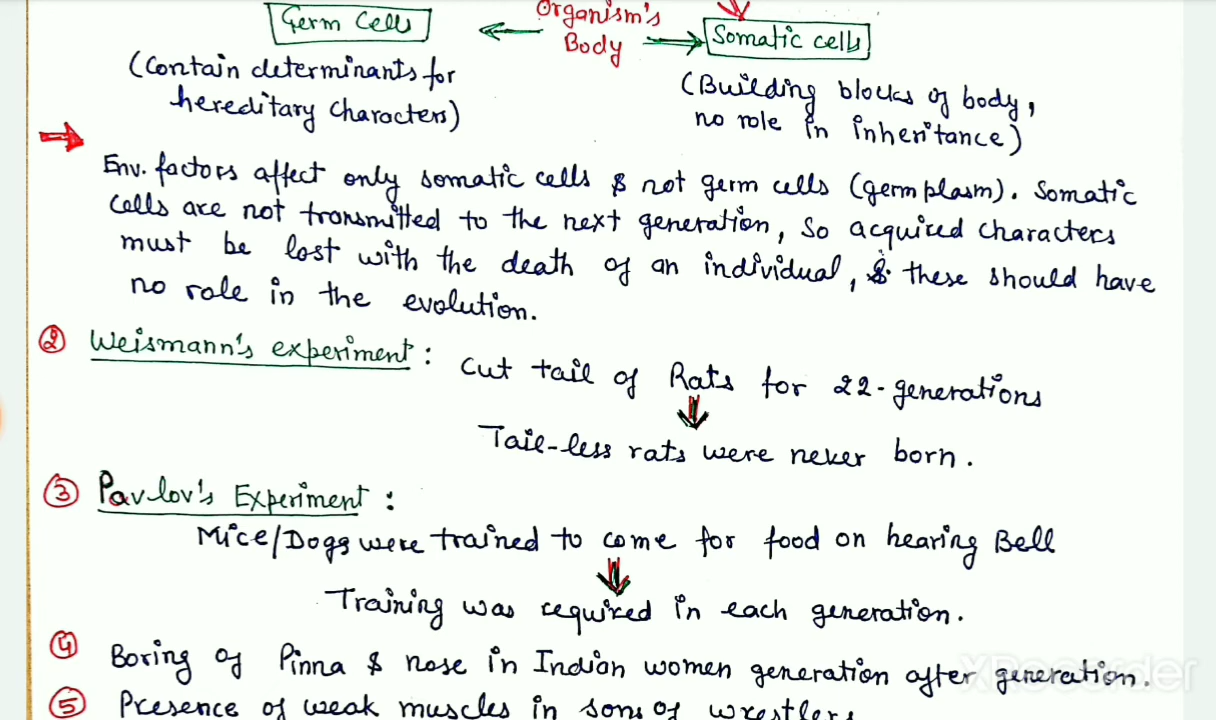 Organism's
Germ Cells
Body
Somatic cells
(Contain determinants for
hereditary characters)
(Building blocks of body,
no role in inheritance)
Env. factors affect only somatic cells & not germ cells (germplasm). Somatic
cells are not transmitted to the next generation, so acquired characters
must be lost with the death of an individual, & these should have
no role in the evolution.
② Weismann's experiment : Cut tail of Rats for 22-generations
Tail-less rats were never born.
③ Pavlov's Experiment :
Mice/Dogs were trained to come for food on hearing Bell
Training was required in each generation.
④ Boring of Pinna & nose in Indian women generation after generation.
XRecorder
⑤ Presence of weak muscles in sons of wrestlers